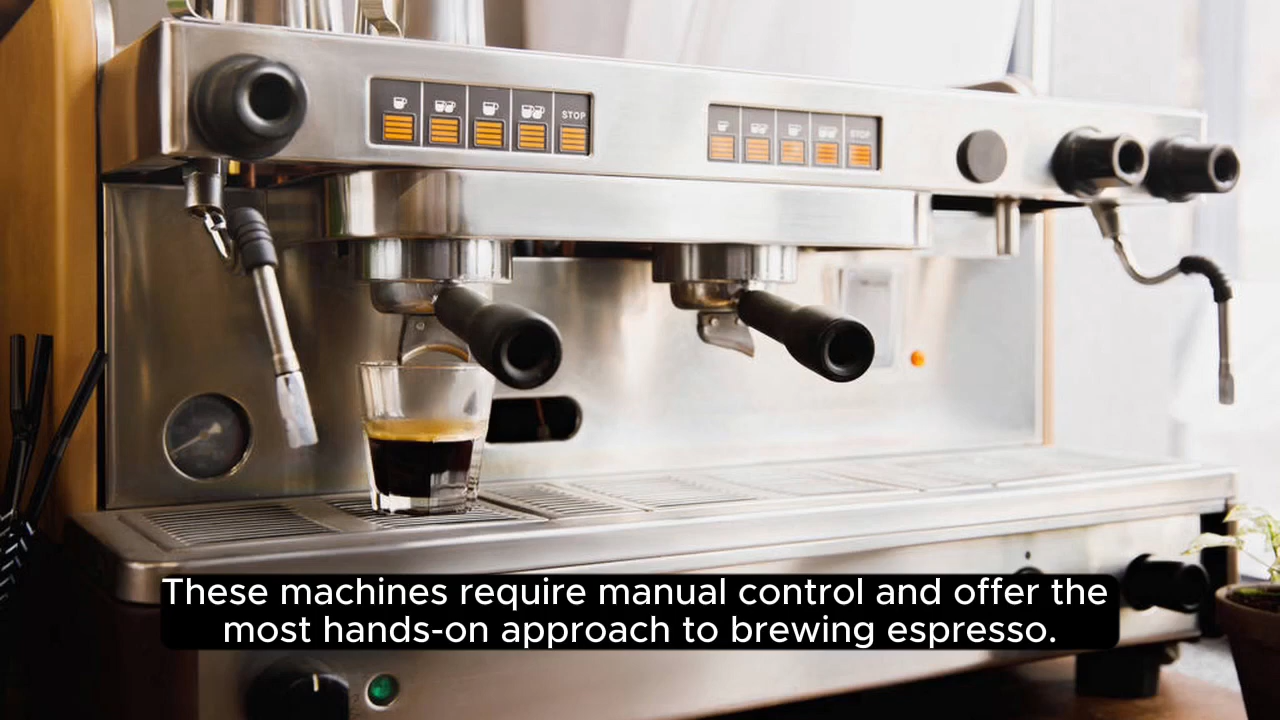 STOP
STOP
These machines require manual control and offer the
most hands-on approach to brewing espresso.